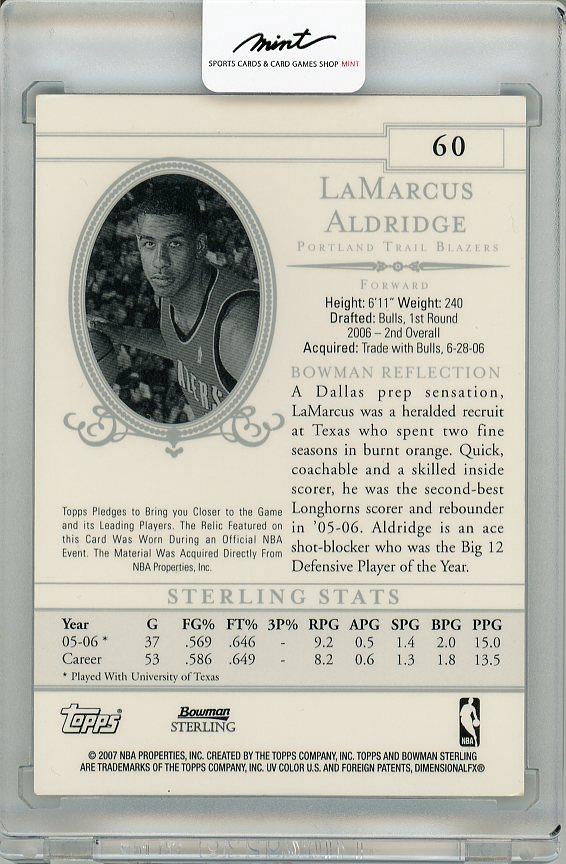 mint
SPORTS CARDS & CARD GAMES SHOP MINT
60
LAMARCUS
ALDRIDGE
PORTLAND TRAIL BLAZERS
FORWARD
Height: 6'11" Weight: 240
Drafted: Bulls, 1st Round
2006 – 2nd Overall
Acquired: Trade with Bulls, 6-28-06
BOWMAN REFLECTION
A Dallas prep sensation,
LaMarcus was a heralded recruit
at Texas who spent two fine
seasons in burnt orange. Quick,
coachable and a skilled inside
scorer, he was the second-best
Longhorns scorer and rebounder
in '05-06. Aldridge is an ace
shot-blocker who was the Big 12
Defensive Player of the Year.
Topps Pledges to Bring you Closer to the Game
and its Leading Players. The Relic Featured on
this Card Was Worn During an Official NBA
Event. The Material Was Acquired Directly From
NBA Properties, Inc.
STERLING STATS
Year G FG% FT% 3P% RPG APG SPG BPG PPG
05-06 * 37 .569 .646 - 9.2 0.5 1.4 2.0 15.0
Career 53 .586 .649 - 8.2 0.6 1.3 1.8 13.5
* Played With University of Texas
Topps®
Bowman
STERLING
NBA
© 2007 NBA PROPERTIES, INC. CREATED BY THE TOPPS COMPANY, INC. TOPPS AND BOWMAN STERLING
ARE TRADEMARKS OF THE TOPPS COMPANY, INC. UV COLOR U.S. AND FOREIGN PATENTS, DIMENSIONALFX®